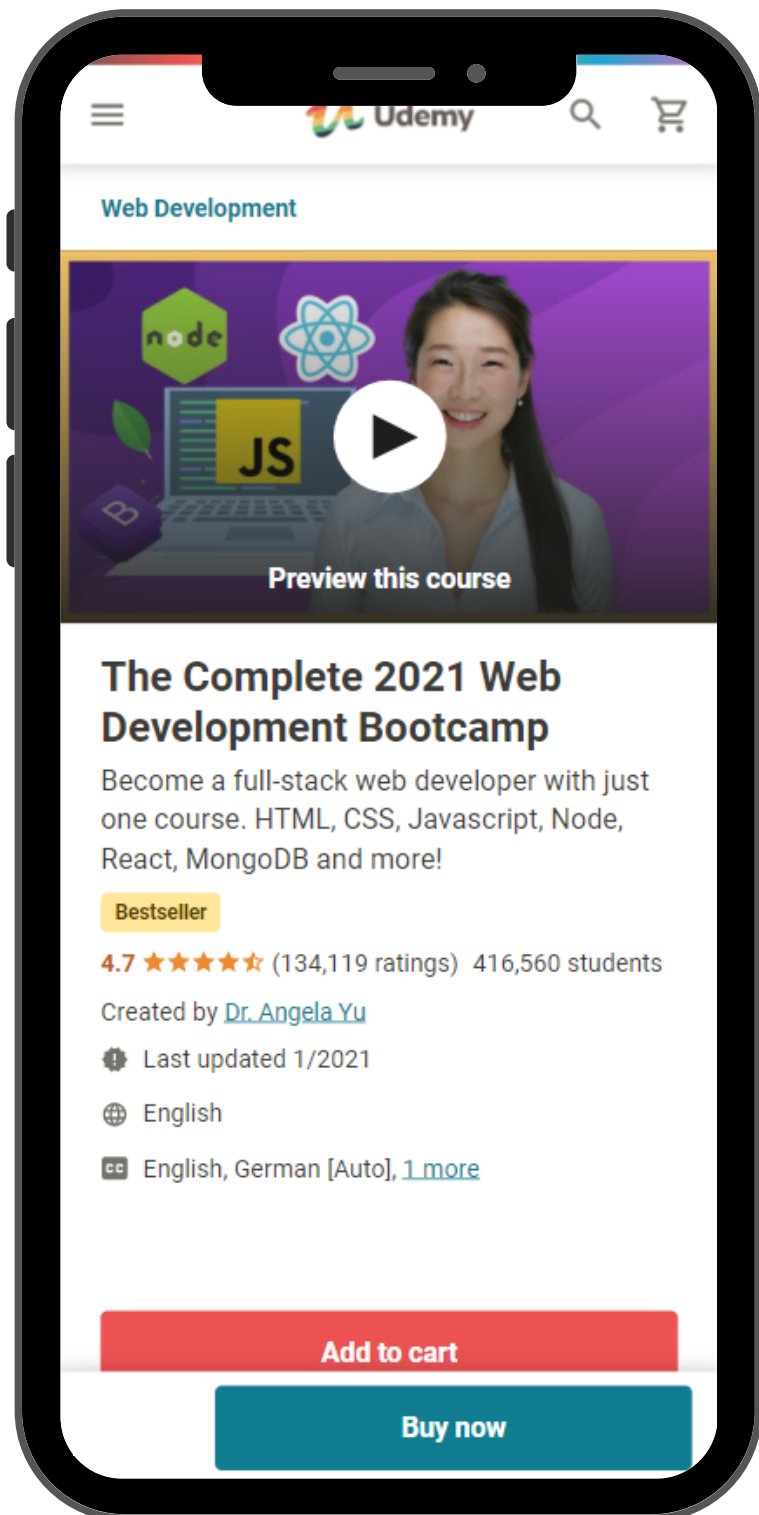 Udemy
Web Development
node
JS
B
Preview this course
The Complete 2021 Web
Development Bootcamp
Become a full-stack web developer with just
one course. HTML, CSS, Javascript, Node,
React, MongoDB and more!
Bestseller
4.7 (134,119 ratings) 416,560 students
Created by Dr. Angela Yu
Last updated 1/2021
English
CC English, German [Auto], 1 more
Add to cart
Buy now